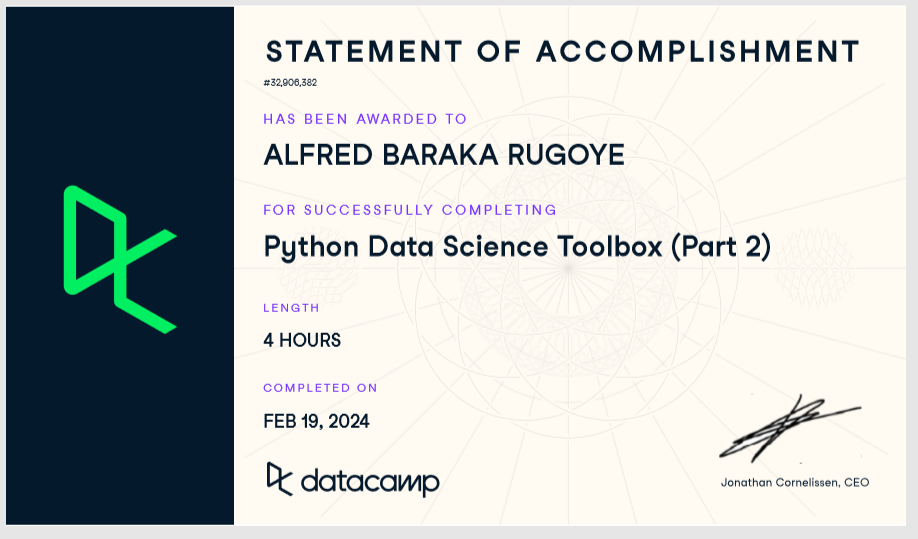 STATEMENT OF ACCOMPLISHMENT
#32,906,382
HAS BEEN AWARDED TO
ALFRED BARAKA RUGOYE
FOR SUCCESSFULLY COMPLETING
Python Data Science Toolbox (Part 2)
LENGTH
4 HOURS
COMPLETED ON
FEB 19, 2024
datacamp
Jonathan Cornelissen, CEO